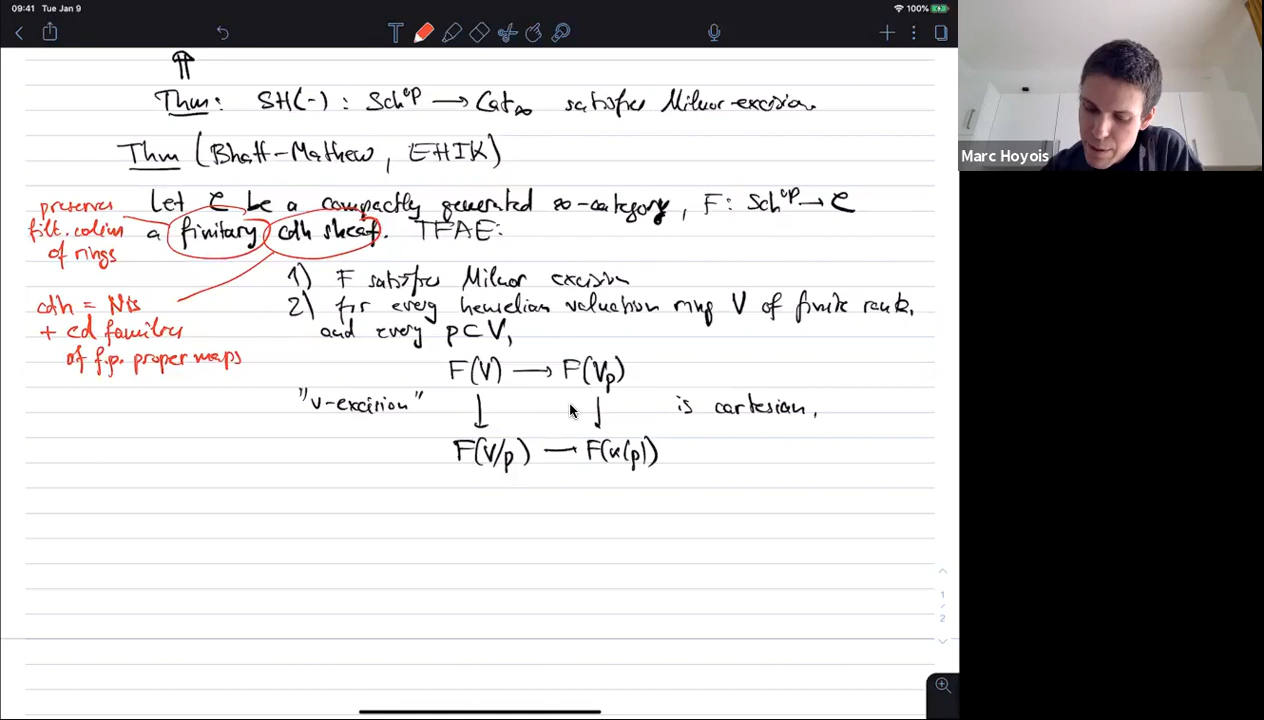 09:41 Tue Jan 9
100%
⇑
Thm: SH(-) : Sch^op → Cat_∞ satisfies Milnor excision.
Thm (Bhatt-Mathew, EHIK)
Let C be a compactly generated ∞-category, F: Sch^op → C
a finitary cdh sheaf. TFAE:
preserves
filt. colim
of rings
1) F satisfies Milnor excision
cdh = Nis
+ cd families
of f.p. proper maps
2) for every henselian valuation ring V of finite rank,
and every p⊂V,
F(V) → F(V_p)
"v-excision" ↓ ↓ is cartesian,
F(V/p) → F(κ(p))
Marc Hoyois
1
/
2